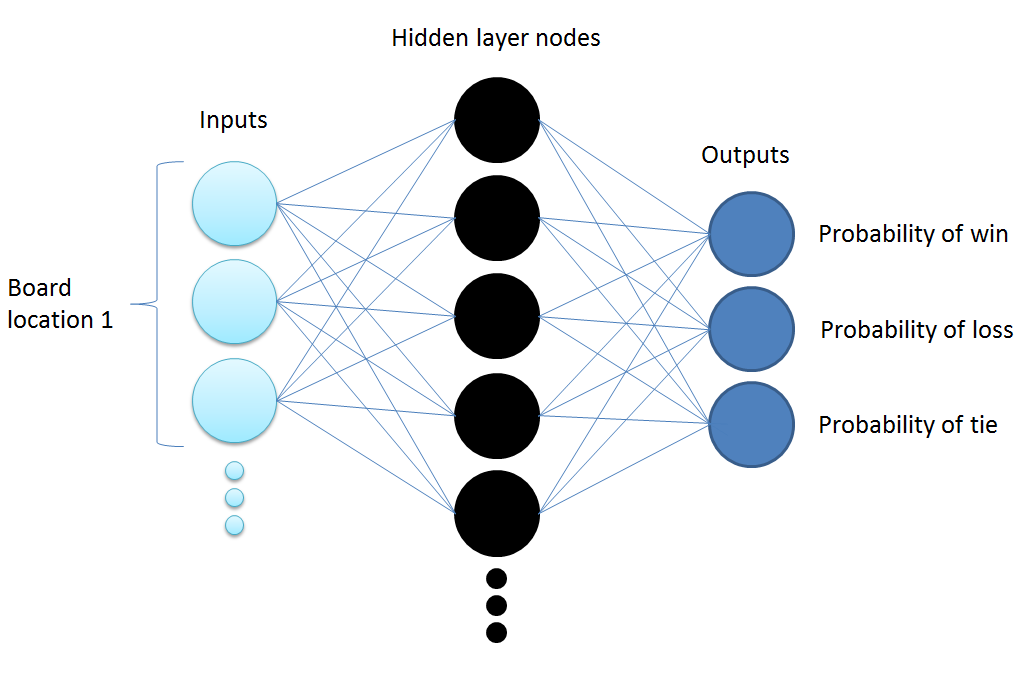 Hidden layer nodes
Inputs
Outputs
Board
location 1
Probability of win
Probability of loss
Probability of tie